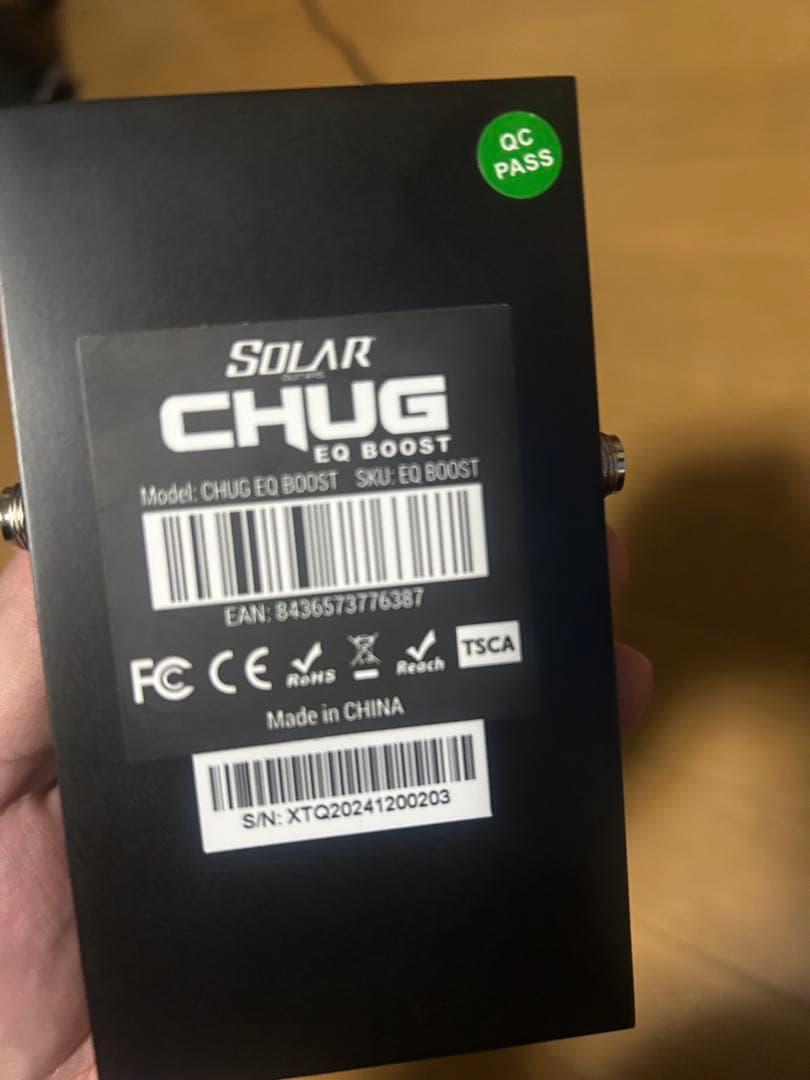 QC
PASS
SOLAR
CHUG
EQ BOOST
Model: CHUG EQ BOOST SKU: EQ BOOST
EAN: 8436573776387
FC CE RoHS Reach TSCA
Made in CHINA
S/N: XTQ20241200203